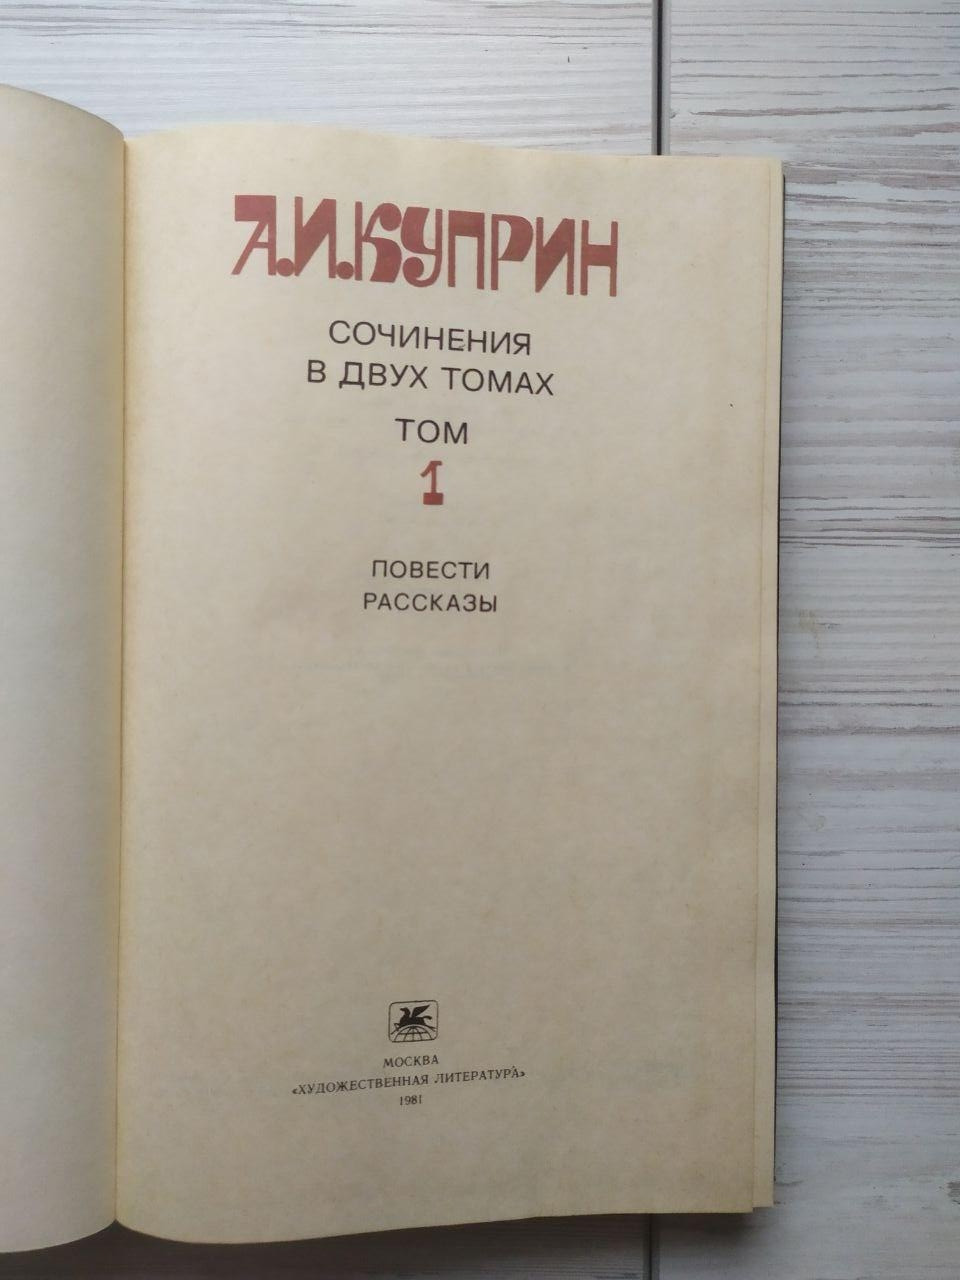 А.И.КУПРИН
СОЧИНЕНИЯ
В ДВУХ ТОМАХ
ТОМ
1
ПОВЕСТИ
РАССКАЗЫ
МОСКВА
«ХУДОЖЕСТВЕННАЯ ЛИТЕРАТУРА»
1981